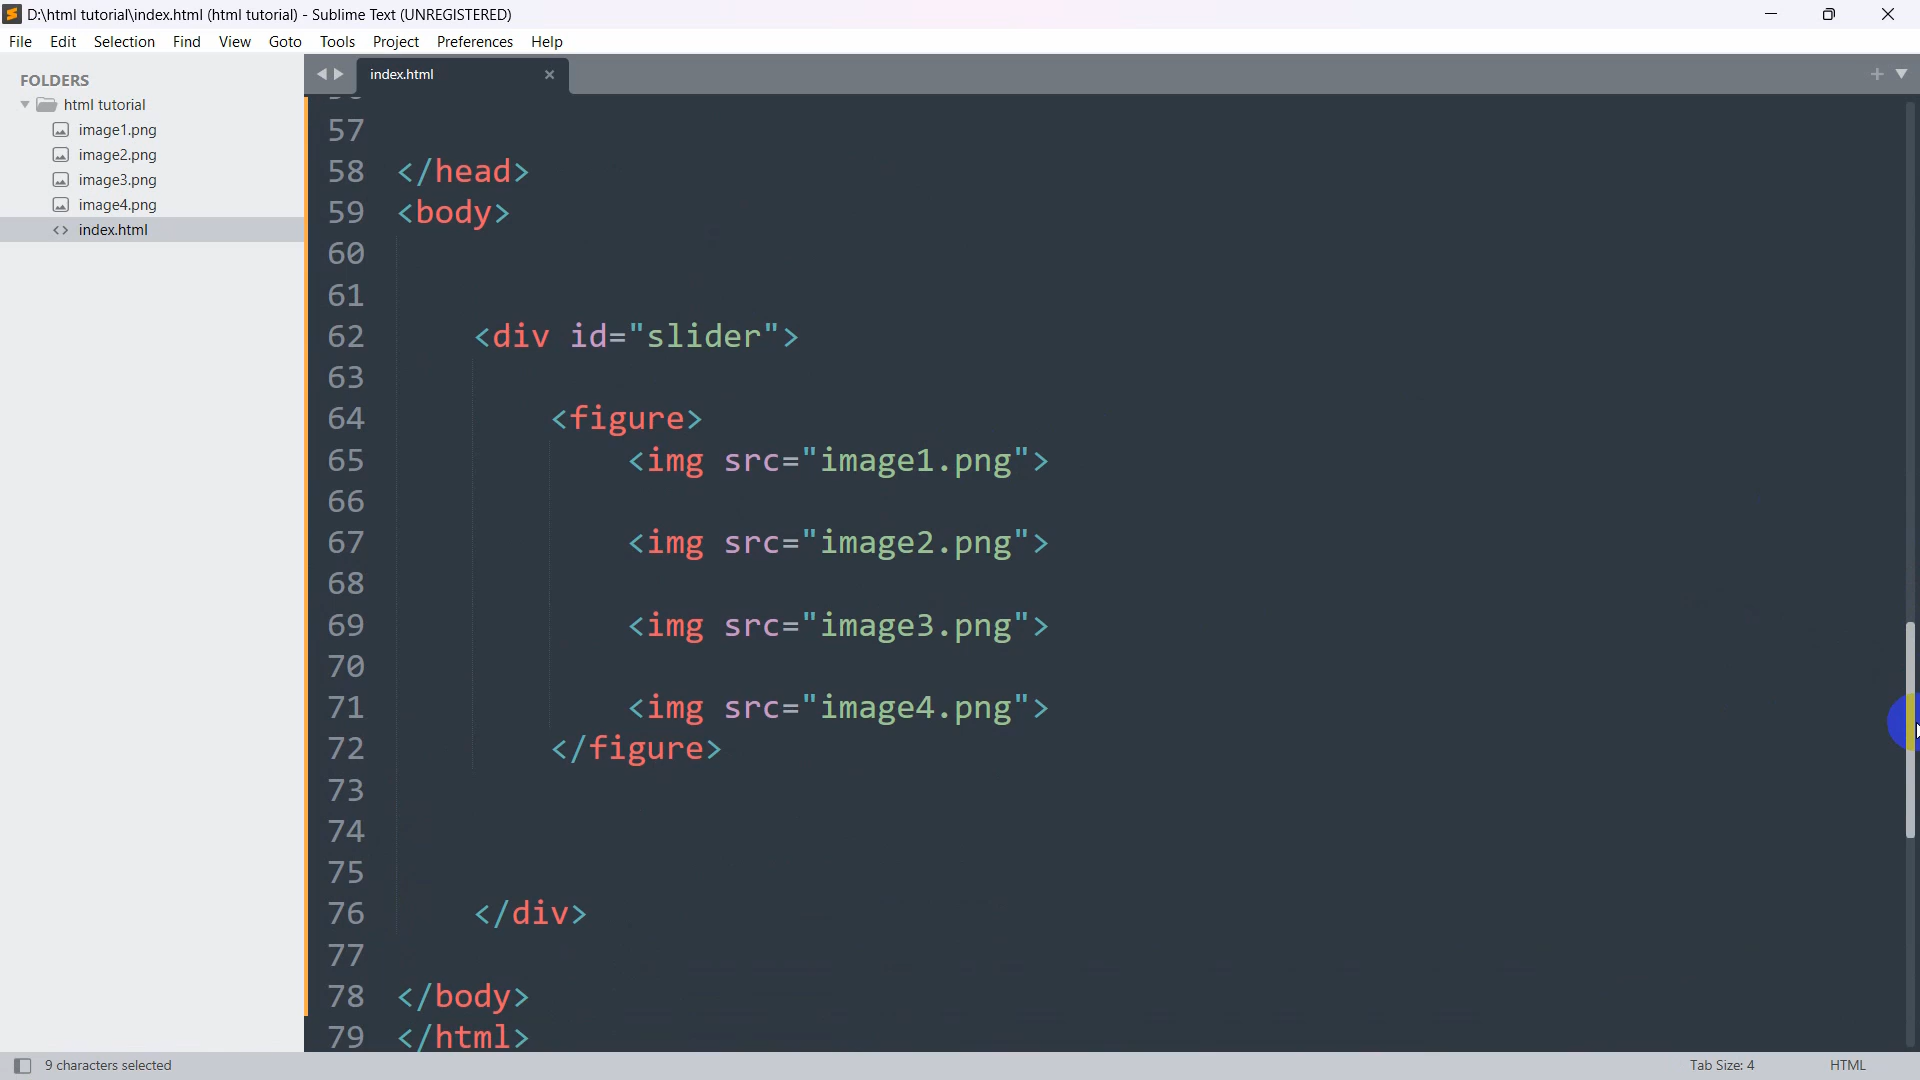 D:\html tutorial\index.html (html tutorial) - Sublime Text (UNREGISTERED)
File Edit Selection Find View Goto Tools Project Preferences Help
FOLDERS
html tutorial
image1.png
image2.png
image3.png
image4.png
index.html
index.html
57
58 </head>
59 <body>
60
61
62 <div id="slider">
63
64 <figure>
65 <img src="image1.png">
66
67 <img src="image2.png">
68
69 <img src="image3.png">
70
71 <img src="image4.png">
72 </figure>
73
74
75
76 </div>
77
78 </body>
79 </html>
9 characters selected
Tab Size: 4
HTML